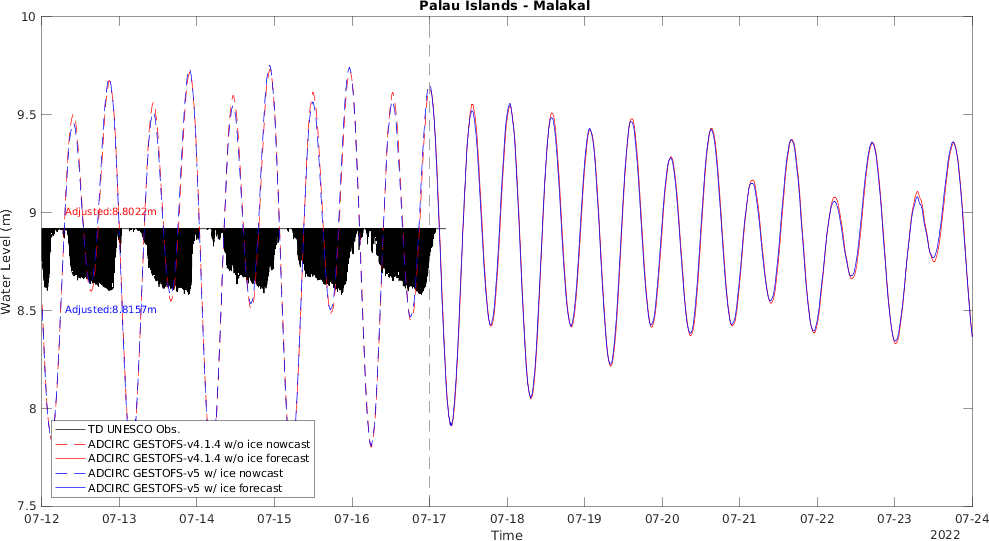 Palau Islands - Malakal
10
9.5
9
8.5
8
7.5
Water Level (m)
Adjusted:8.8022m
Adjusted:8.8157m
TD UNESCO Obs.
ADCIRC GESTOFS-v4.1.4 w/o ice nowcast
ADCIRC GESTOFS-v4.1.4 w/o ice forecast
ADCIRC GESTOFS-v5 w/ ice nowcast
ADCIRC GESTOFS-v5 w/ ice forecast
07-12 07-13 07-14 07-15 07-16 07-17 07-18 07-19 07-20 07-21 07-22 07-23 07-24
Time
2022